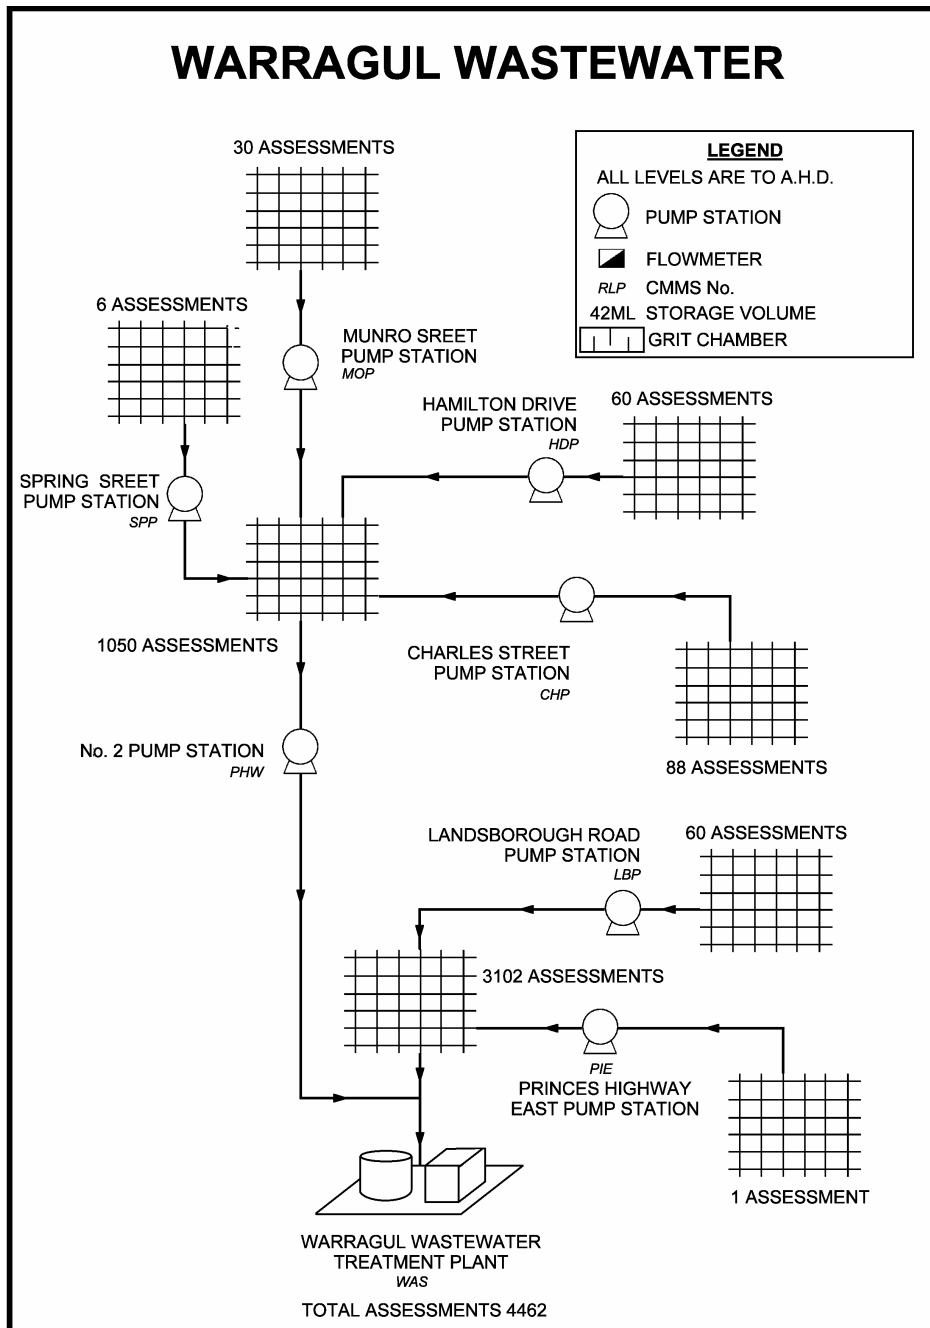 WARRAGUL WASTEWATER
30 ASSESSMENTS
LEGEND
ALL LEVELS ARE TO A.H.D.
PUMP STATION
FLOWMETER
RLP CMMS No.
42ML STORAGE VOLUME
GRIT CHAMBER
6 ASSESSMENTS
MUNRO SREET
PUMP STATION
MOP
HAMILTON DRIVE
PUMP STATION
HDP
60 ASSESSMENTS
SPRING SREET
PUMP STATION
SPP
1050 ASSESSMENTS
CHARLES STREET
PUMP STATION
CHP
88 ASSESSMENTS
No. 2 PUMP STATION
PHW
LANDSBOROUGH ROAD
PUMP STATION
LBP
60 ASSESSMENTS
3102 ASSESSMENTS
PIE
PRINCES HIGHWAY
EAST PUMP STATION
1 ASSESSMENT
WARRAGUL WASTEWATER
TREATMENT PLANT
WAS
TOTAL ASSESSMENTS 4462